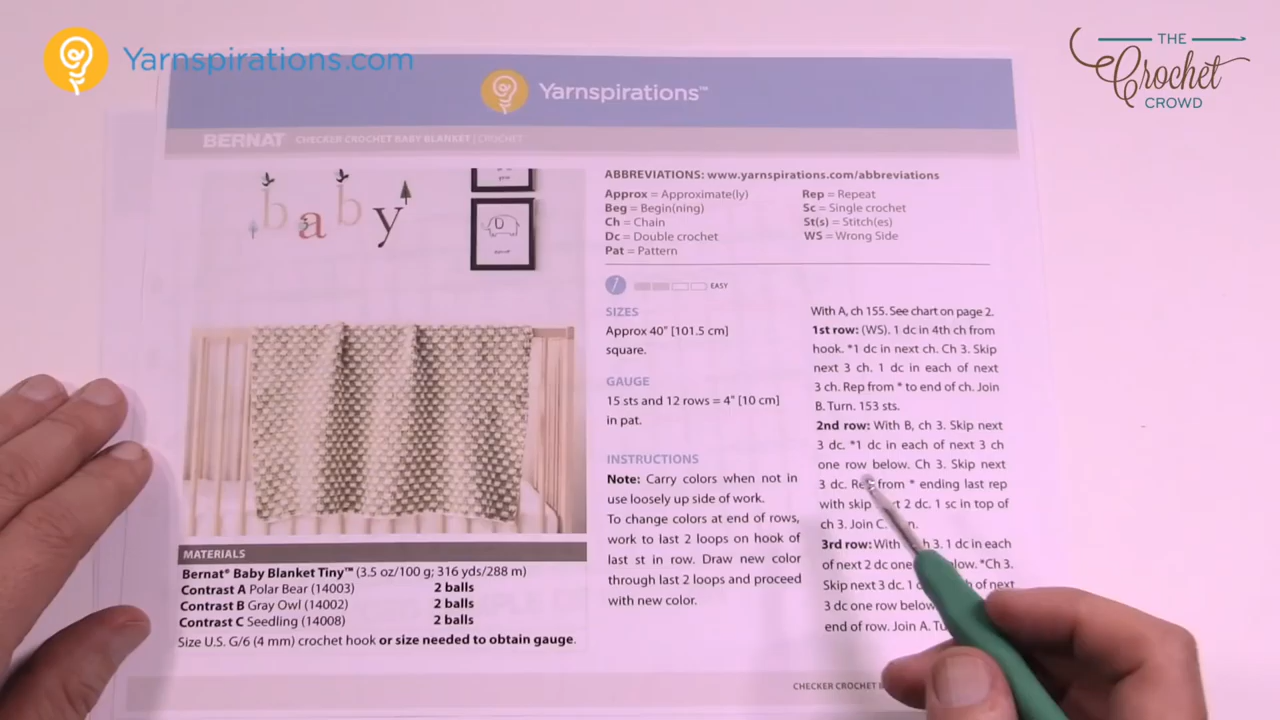 Yarnspirations.com
THE
Crochet
CROWD
Yarnspirations™
BERNAT CHECKER CROCHET BABY BLANKET | CROCHET
baby
ABBREVIATIONS: www.yarnspirations.com/abbreviations
Approx = Approximate(ly)
Beg = Begin(ning)
Ch = Chain
Dc = Double crochet
Pat = Pattern
Rep = Repeat
Sc = Single crochet
St(s) = Stitch(es)
WS = Wrong Side
EASY
SIZES
Approx 40" [101.5 cm]
square.
GAUGE
15 sts and 12 rows = 4" [10 cm]
in pat.
INSTRUCTIONS
Note: Carry colors when not in
use loosely up side of work.
To change colors at end of rows,
work to last 2 loops on hook of
last st in row. Draw new color
through last 2 loops and proceed
with new color.
With A, ch 155. See chart on page 2.
1st row: (WS). 1 dc in 4th ch from
hook. *1 dc in next ch. Ch 3. Skip
next 3 ch. 1 dc in each of next
3 ch. Rep from * to end of ch. Join
B. Turn. 153 sts.
2nd row: With B, ch 3. Skip next
3 dc. *1 dc in each of next 3 ch
one row below. Ch 3. Skip next
3 dc. Rep from * ending last rep
with skip next 2 dc. 1 sc in top of
ch 3. Join C.
3rd row: With ch 3. 1 dc in each
of next 2 dc one below. *Ch 3.
Skip next 3 dc. 1 of next
3 dc one row below
end of row. Join A.
MATERIALS
Bernat® Baby Blanket Tiny™ (3.5 oz/100 g; 316 yds/288 m)
Contrast A Polar Bear (14003) 2 balls
Contrast B Gray Owl (14002) 2 balls
Contrast C Seedling (14008) 2 balls
Size U.S. G/6 (4 mm) crochet hook or size needed to obtain gauge.
CHECKER CROCHET